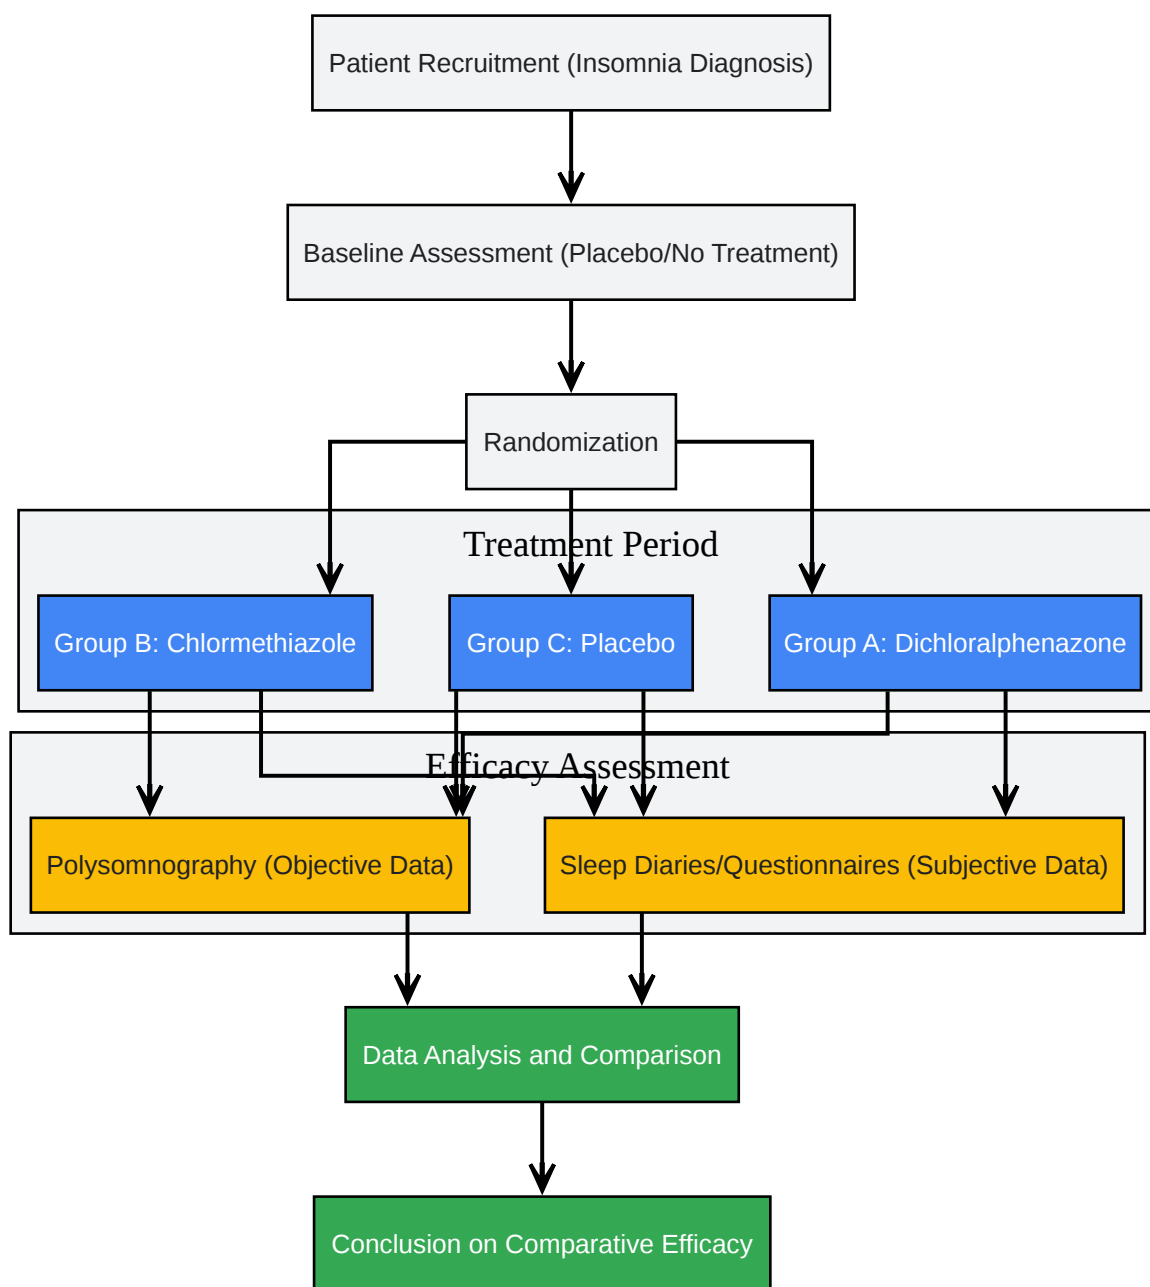 Patient Recruitment (Insomnia Diagnosis)
Baseline Assessment (Placebo/No Treatment)
Randomization
Treatment Period
Group B: Chlormethiazole
Group C: Placebo
Group A: Dichloralphenazone
Efficacy Assessment
Polysomnography (Objective Data)
Sleep Diaries/Questionnaires (Subjective Data)
Data Analysis and Comparison
Conclusion on Comparative Efficacy